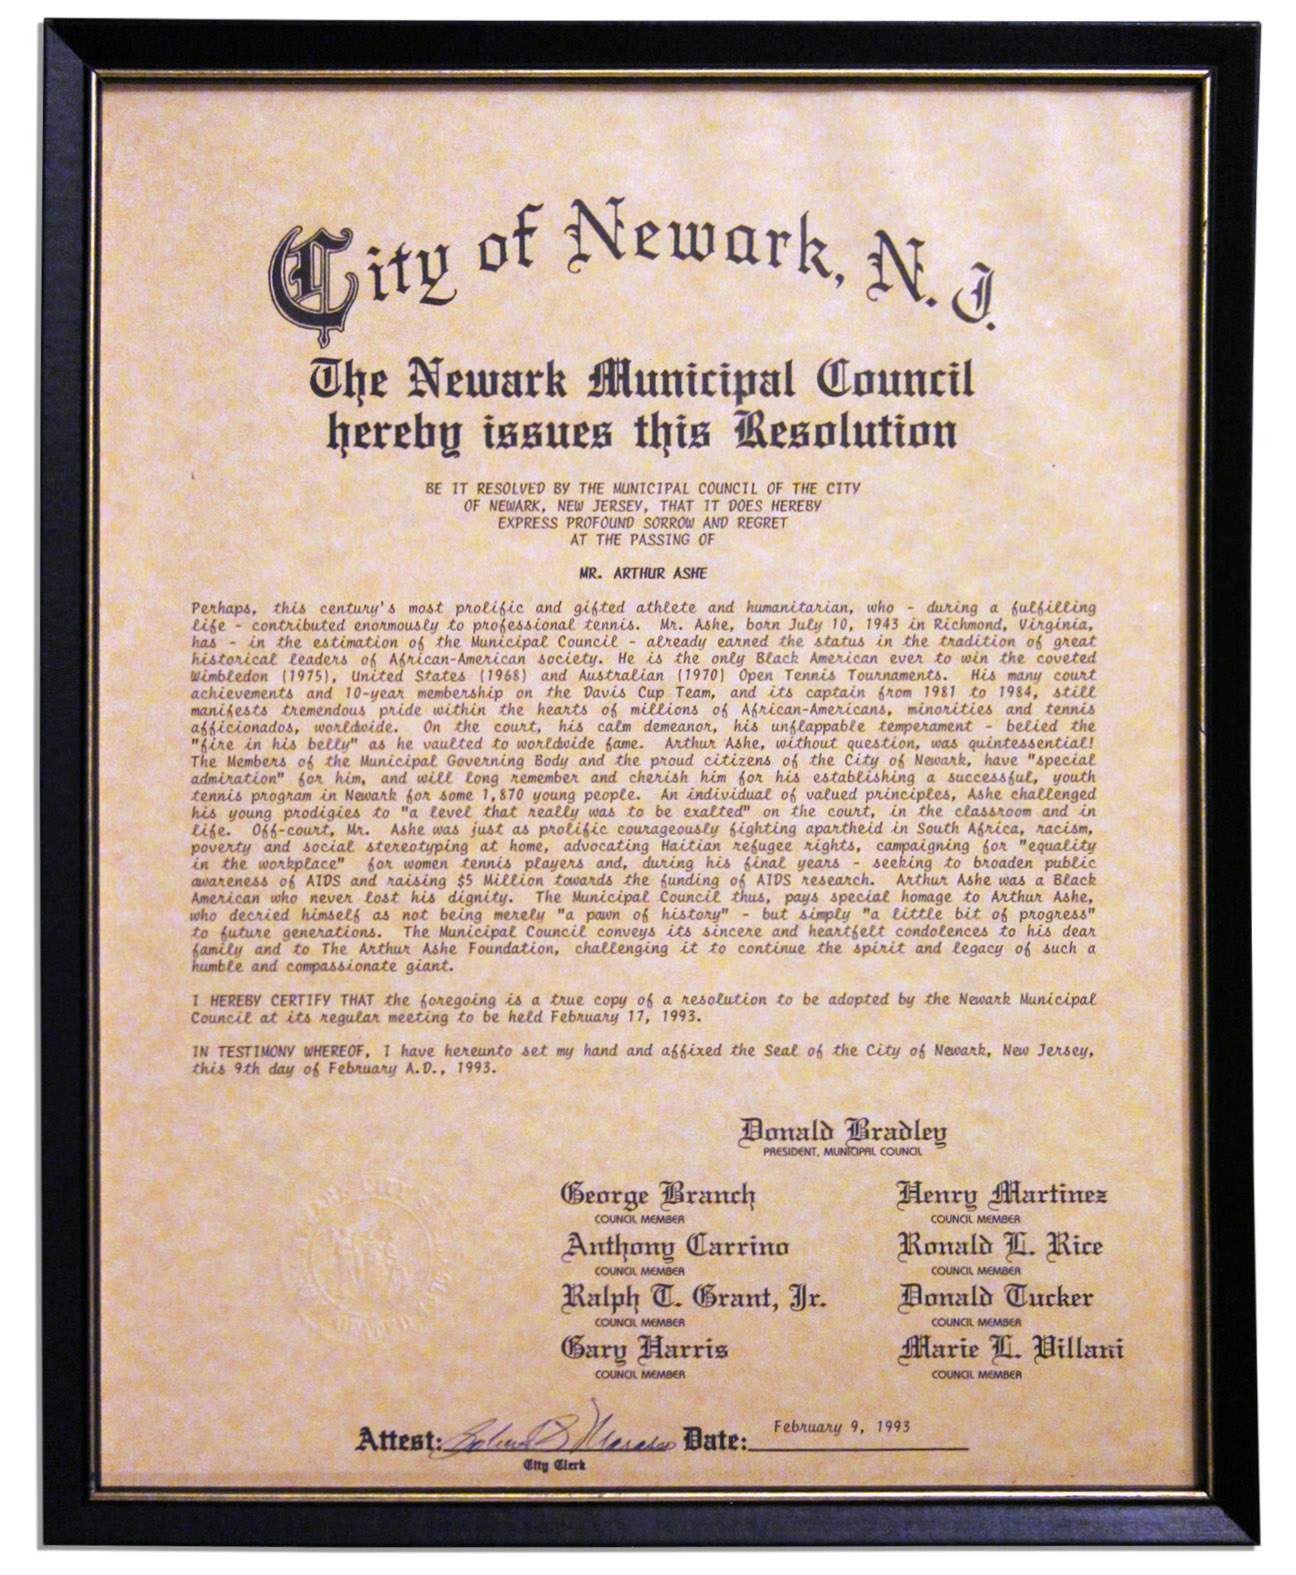 City of Newark, N.J.
The Newark Municipal Council
hereby issues this Resolution
BE IT RESOLVED BY THE MUNICIPAL COUNCIL OF THE CITY
OF NEWARK, NEW JERSEY, THAT IT DOES HEREBY
EXPRESS PROFOUND SORROW AND REGRET
AT THE PASSING OF
MR. ARTHUR ASHE
Perhaps, this century's most prolific and gifted athlete and humanitarian, who - during a fulfilling
life - contributed enormously to professional tennis. Mr. Ashe, born July 10, 1943 in Richmond, Virginia,
has - in the estimation of the Municipal Council - already earned the status in the tradition of great
historical leaders of African-American society. He is the only Black American ever to win the coveted
Wimbledon (1975), United States (1968) and Australian (1970) Open Tennis Tournaments. His many court
achievements and 10-year membership on the Davis Cup Team, and its captain from 1981 to 1984, still
manifests tremendous pride within the hearts of millions of African-Americans, minorities and tennis
afficionados, worldwide. On the court, his calm demeanor, his unflappable temperament - belied the
"fire in his belly" as he vaulted to worldwide fame. Arthur Ashe, without question, was quintessential!
The Members of the Municipal Governing Body and the proud citizens of the City of Newark, have "special
admiration" for him, and will long remember and cherish him for his establishing a successful, youth
tennis program in Newark for some 1,870 young people. An individual of valued principles, Ashe challenged
his young prodigies to "a level that really was to be exalted" on the court, in the classroom and in
life. Off-court, Mr. Ashe was just as prolific courageously fighting apartheid in South Africa, racism,
poverty and social stereotyping at home, advocating Haitian refugee rights, campaigning for "equality
in the workplace" for women tennis players and, during his final years - seeking to broaden public
awareness of AIDS and raising $5 Million towards the funding of AIDS research. Arthur Ashe was a Black
American who never lost his dignity. The Municipal Council thus, pays special homage to Arthur Ashe,
who decried himself as not being merely "a pawn of history" - but simply "a little bit of progress"
to future generations. The Municipal Council conveys its sincere and heartfelt condolences to his dear
family and to The Arthur Ashe Foundation, challenging it to continue the spirit and legacy of such a
humble and compassionate giant.
I HEREBY CERTIFY THAT the foregoing is a true copy of a resolution to be adopted by the Newark Municipal
Council at its regular meeting to be held February 17, 1993.
IN TESTIMONY WHEREOF, I have hereunto set my hand and affixed the Seal of the City of Newark, New Jersey,
this 9th day of February A.D., 1993.
Donald Bradley
PRESIDENT, MUNICIPAL COUNCIL
George Branch Henry Martinez
COUNCIL MEMBER COUNCIL MEMBER
Anthony Carrino Ronald L. Rice
COUNCIL MEMBER COUNCIL MEMBER
Ralph T. Grant, Jr. Donald Tucker
COUNCIL MEMBER COUNCIL MEMBER
Gary Harris Marie L. Villani
COUNCIL MEMBER COUNCIL MEMBER
Attest: Date: February 9, 1993
City Clerk